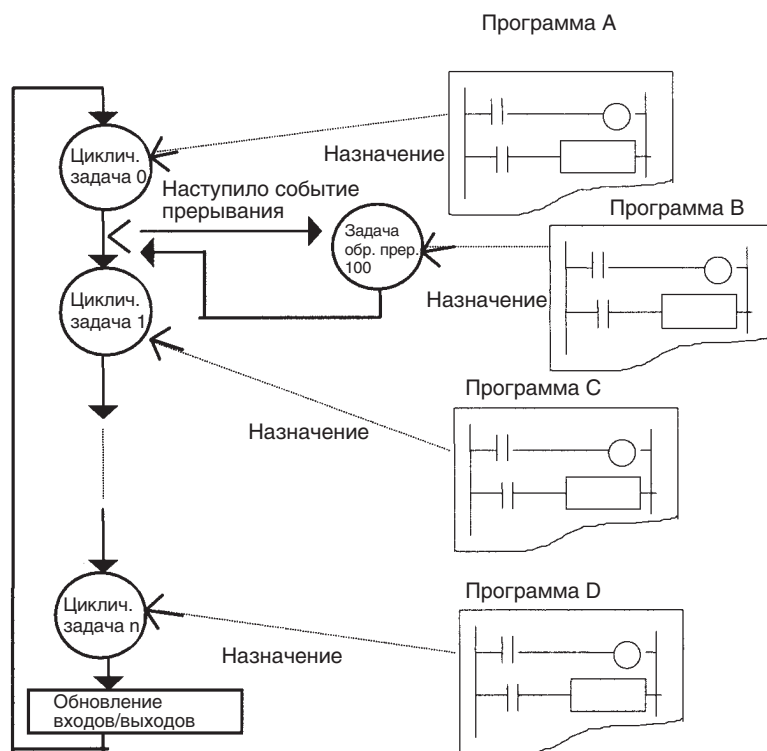 Программа A
Циклич.
задача 0
Назначение
Наступило событие
прерывания
Программа B
Задача
обр. прер.
100
Назначение
Циклич.
задача 1
Программа C
Назначение
Программа D
Циклич.
задача n
Назначение
Обновление
входов/выходов